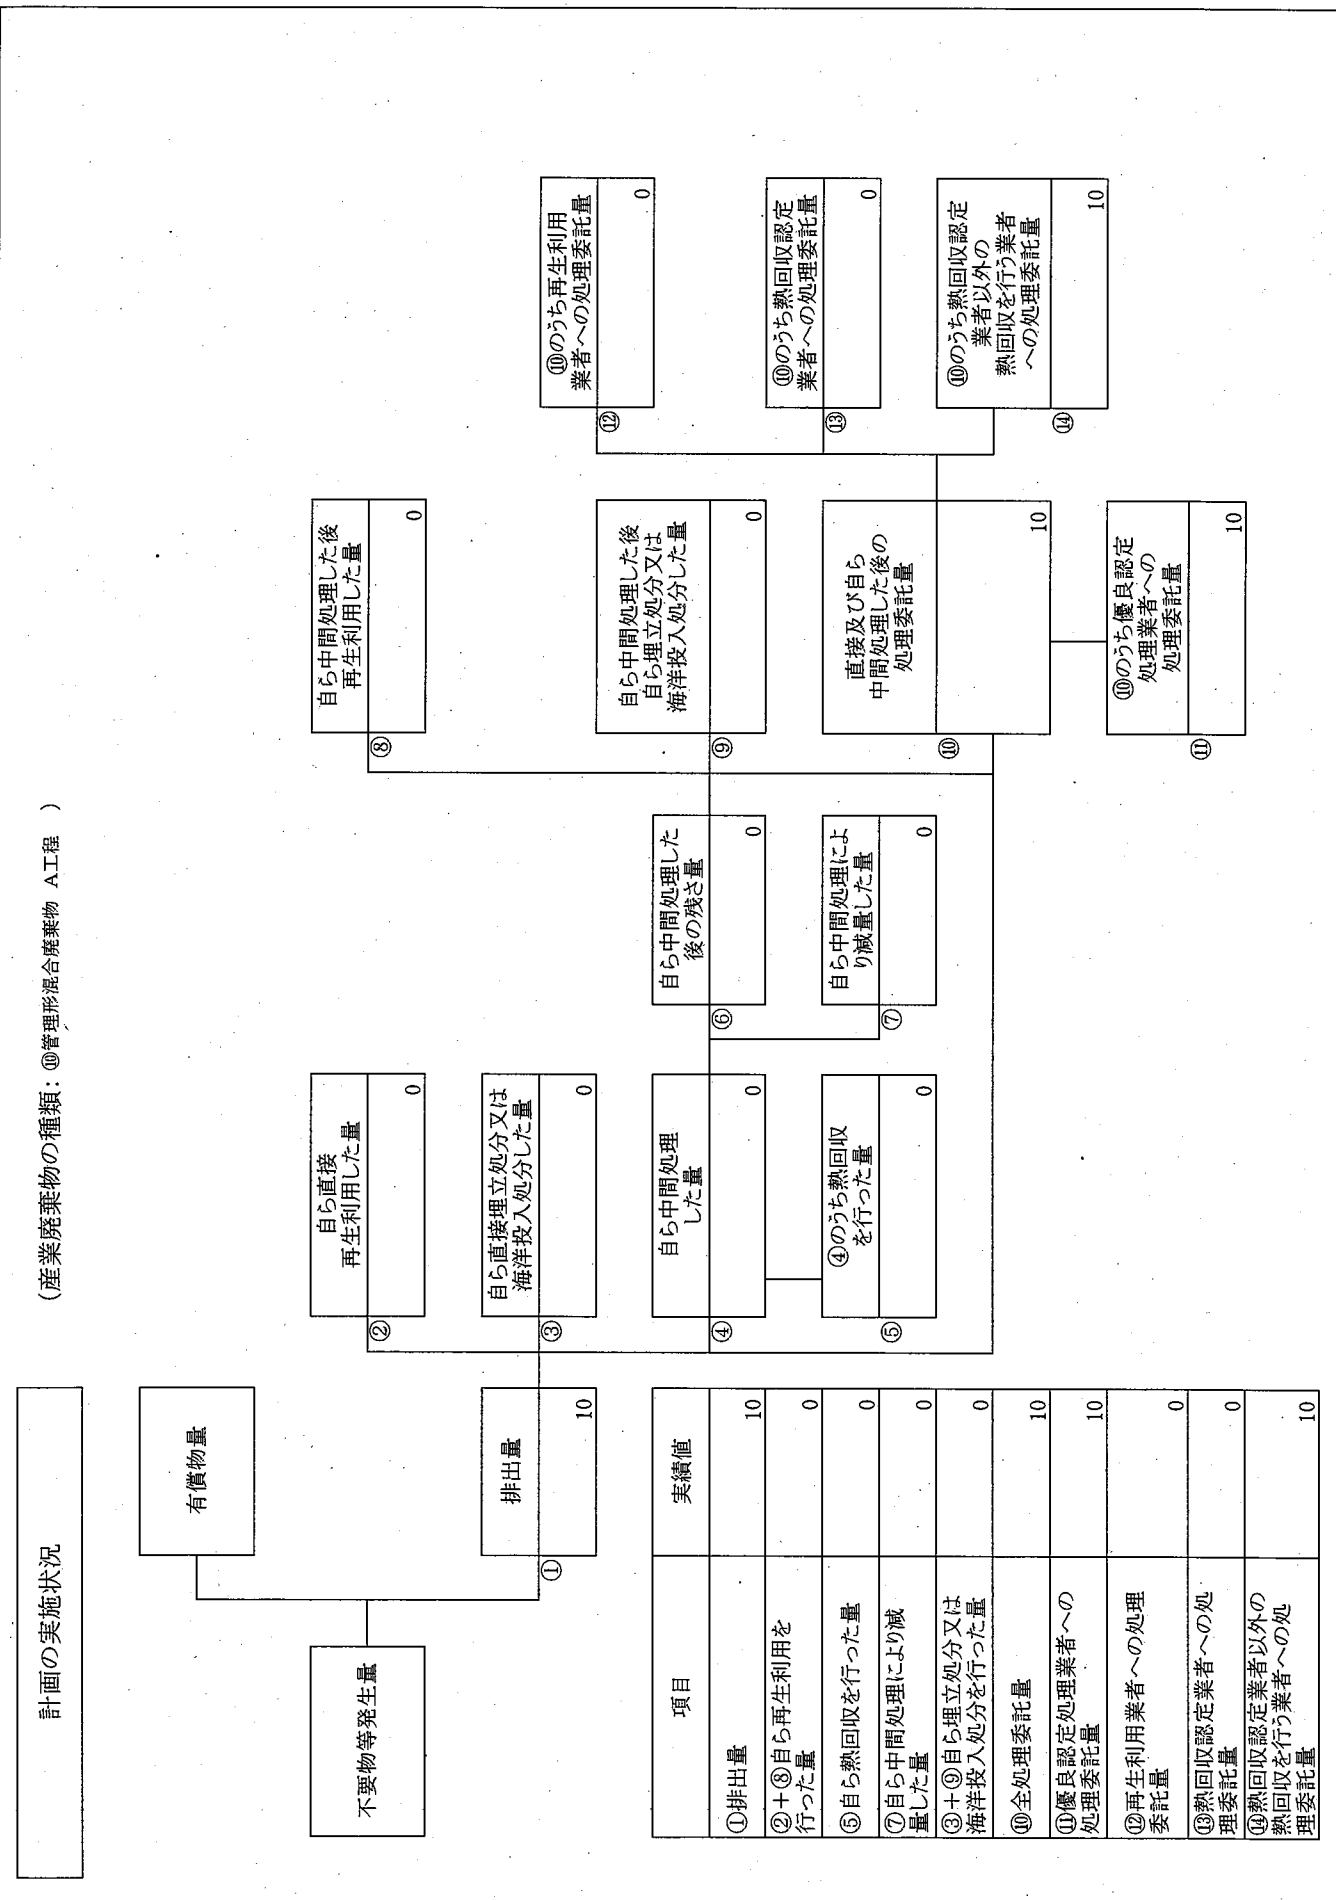 計画の実施状況
(産業廃棄物の種類：⑩管理形混合廃棄物 A工程 )
不要物等発生量
有償物量
①
排出量
10
②
自ら直接
再生利用した量
0
③
自ら直接埋立処分又は
海洋投入処分した量
0
④
自ら中間処理
した量
0
⑤
④のうち熱回収
を行った量
0
⑥
自ら中間処理した
後の残さ量
0
⑦
自ら中間処理によ
り減量した量
0
⑧
自ら中間処理した後
再生利用した量
0
⑨
自ら中間処理した後
自ら埋立処分又は
海洋投入処分した量
0
⑩
直接及び自ら
中間処理した後の
処理委託量
10
⑪
⑩のうち優良認定
処理業者への
処理委託量
10
⑫
⑩のうち再生利用
業者への処理委託量
0
⑬
⑩のうち熱回収認定
業者への処理委託量
0
⑭
⑩のうち熱回収認定
業者以外の
熱回収を行う業者
への処理委託量
10
項目 実績値
①排出量 10
②＋⑧自ら再生利用を
行った量 0
⑤自ら熱回収を行った量 0
⑦自ら中間処理により減
量した量 0
③＋⑨自ら埋立処分又は
海洋投入処分を行った量 0
⑩全処理委託量 10
⑪優良認定処理業者への
処理委託量 10
⑫再生利用業者への処理
委託量 0
⑬熱回収認定業者への処
理委託量 0
⑭熱回収認定業者以外の
熱回収を行う業者への処
理委託量 10